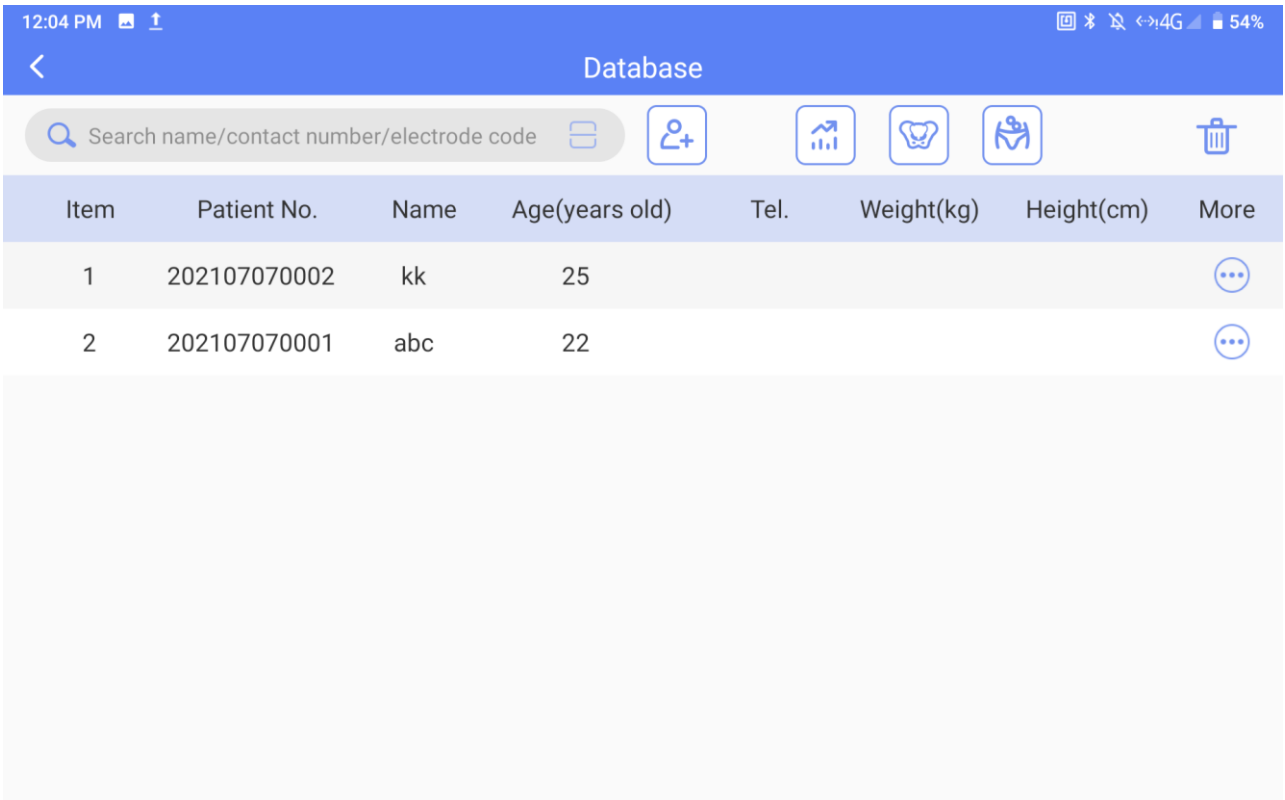 12:04 PM 4G 54%
Database
Search name/contact number/electrode code
Item Patient No. Name Age(years old) Tel. Weight(kg) Height(cm) More
1 202107070002 kk 25
2 202107070001 abc 22